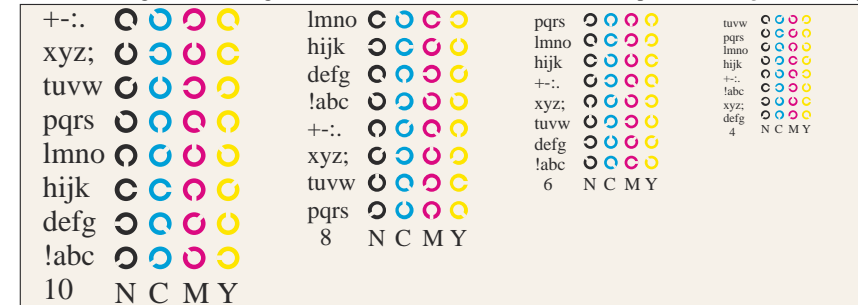 +-:.
xyz;
tuvw
pqrs
lmno
hijk
defg
!abc
10 N C M Y
lmno
hijk
defg
!abc
+-:.
xyz;
tuvw
pqrs
8 N C M Y
pqrs
lmno
hijk
+-:.
xyz;
tuvw
defg
!abc
6 N C M Y
tuvw
pqrs
lmno
hijk
+-:.
!abc
xyz;
defg
4 N C M Y